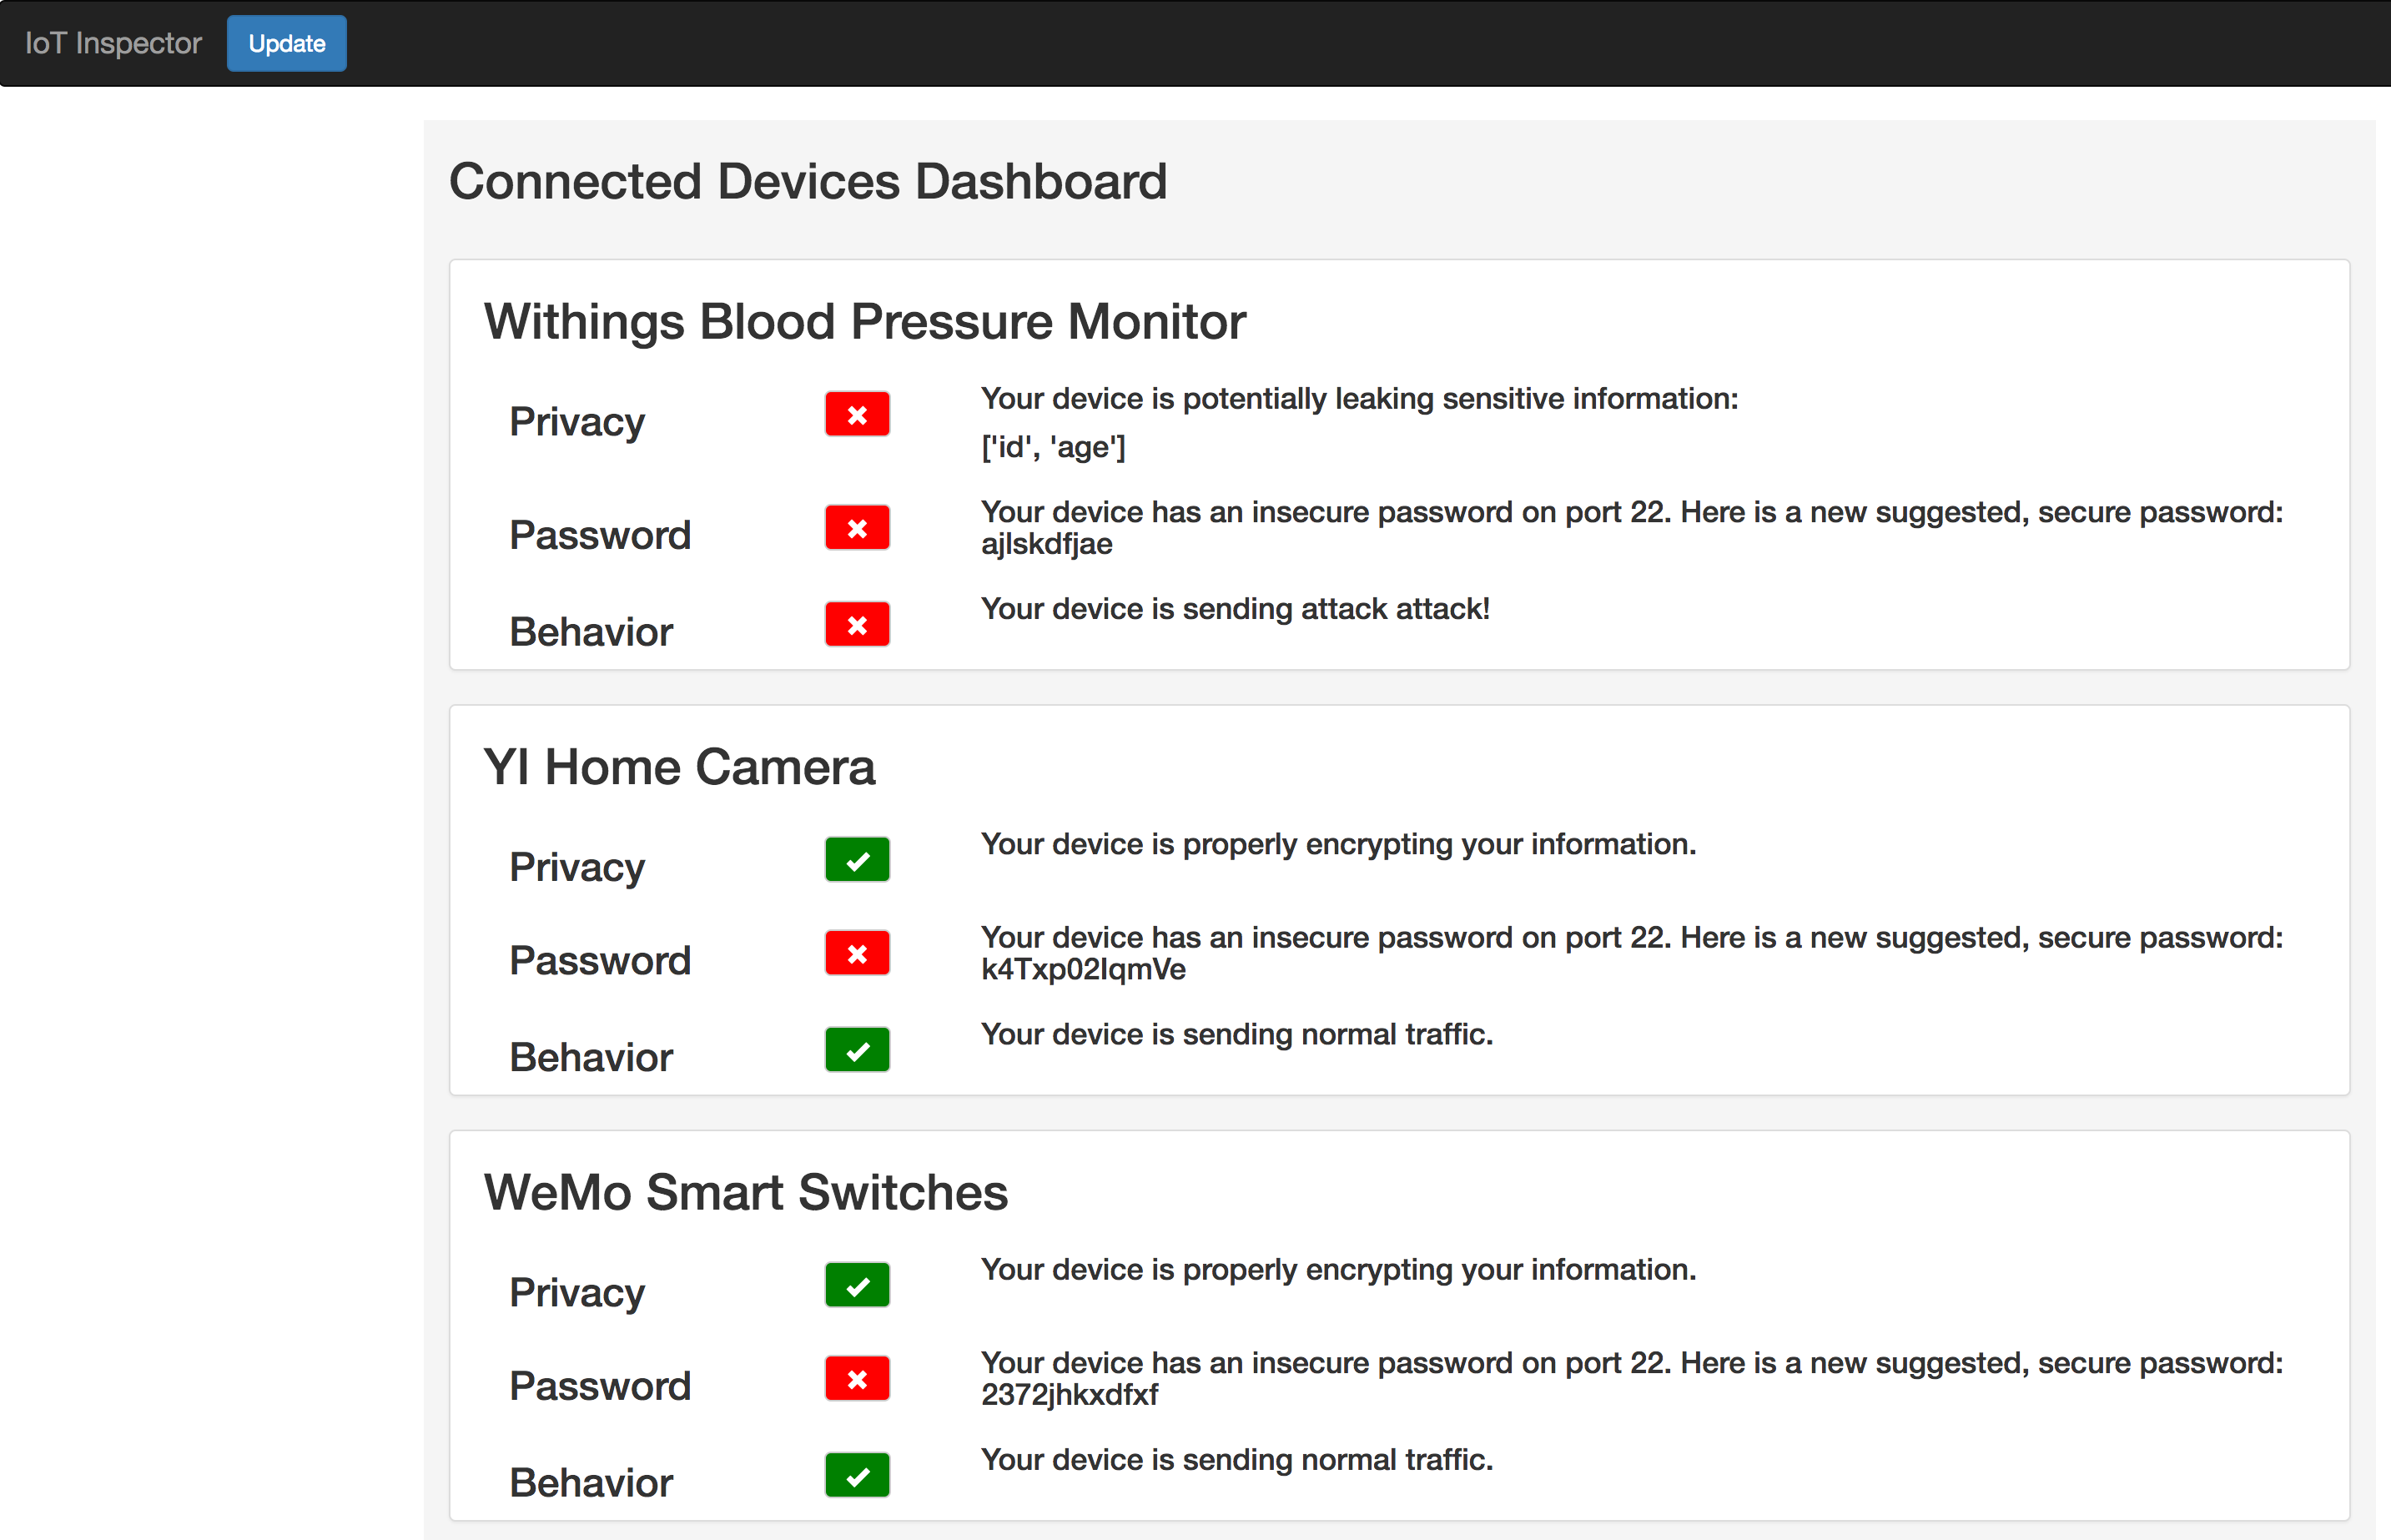 IoT Inspector Update
Connected Devices Dashboard
Withings Blood Pressure Monitor
Privacy Your device is potentially leaking sensitive information:
['id', 'age']
Password Your device has an insecure password on port 22. Here is a new suggested, secure password:
ajlskdfjae
Behavior Your device is sending attack attack!
YI Home Camera
Privacy Your device is properly encrypting your information.
Password Your device has an insecure password on port 22. Here is a new suggested, secure password:
k4Txp02IqmVe
Behavior Your device is sending normal traffic.
WeMo Smart Switches
Privacy Your device is properly encrypting your information.
Password Your device has an insecure password on port 22. Here is a new suggested, secure password:
2372jhkxdfxf
Behavior Your device is sending normal traffic.